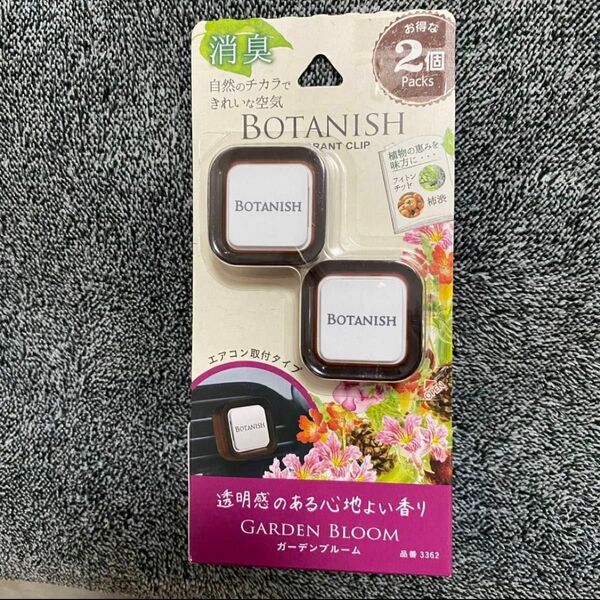 消臭
自然のチカラで
きれいな空気
お得な
2個
Packs
BOTANISH
GRANT CLIP
植物の恵みを
味方に・・・
フィトン
チッド
柿渋
BOTANISH
BOTANISH
エアコン取付タイプ
BOTANISH
OPEN
透明感のある心地よい香り
GARDEN BLOOM
ガーデンブルーム
品番 3362